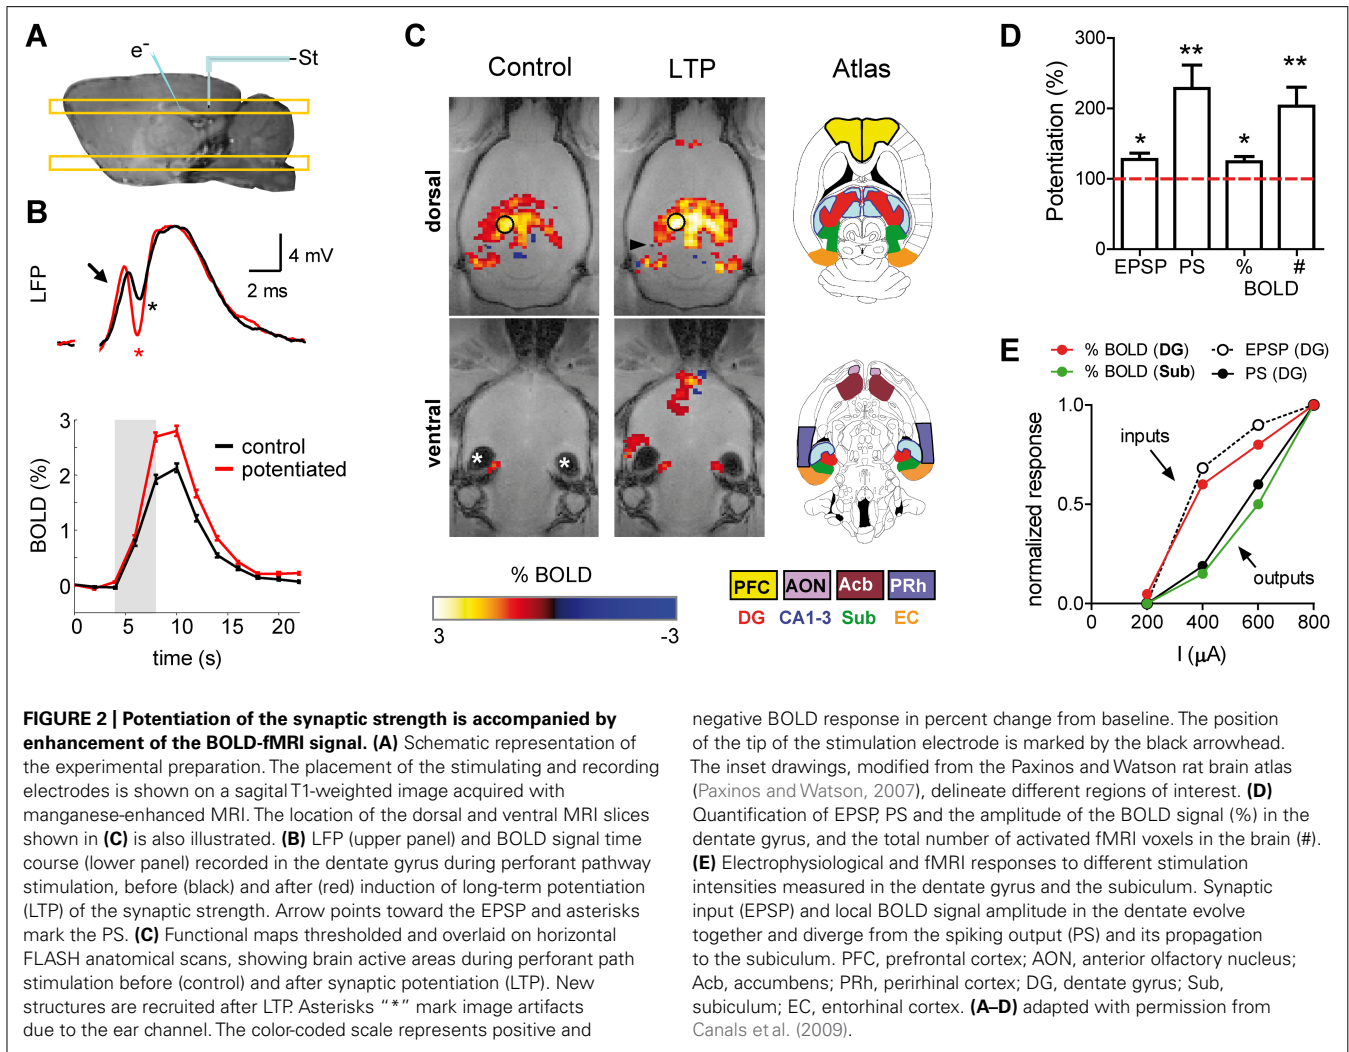 A
e-
St
B
LFP
4 mV
2 ms
*
*
BOLD (%)
3
2
1
0
control
potentiated
0
5
10
15
20
time (s)
C
Control
LTP
Atlas
dorsal
ventral
*
*
% BOLD
3
-3
PFC
AON
Acb
PRh
DG
CA1-3
Sub
EC
D
Potentiation (%)
300
200
100
0
*
**
*
**
EPSP
PS
%
#
BOLD
E
% BOLD (DG)
EPSP (DG)
% BOLD (Sub)
PS (DG)
normalized response
1.0
0.5
0.0
inputs
outputs
0
200
400
600
800
I (μA)
FIGURE 2 | Potentiation of the synaptic strength is accompanied by
enhancement of the BOLD-fMRI signal. (A) Schematic representation of
the experimental preparation. The placement of the stimulating and recording
electrodes is shown on a sagital T1-weighted image acquired with
manganese-enhanced MRI. The location of the dorsal and ventral MRI slices
shown in (C) is also illustrated. (B) LFP (upper panel) and BOLD signal time
course (lower panel) recorded in the dentate gyrus during perforant pathway
stimulation, before (black) and after (red) induction of long-term potentiation
(LTP) of the synaptic strength. Arrow points toward the EPSP and asterisks
mark the PS. (C) Functional maps thresholded and overlaid on horizontal
FLASH anatomical scans, showing brain active areas during perforant path
stimulation before (control) and after synaptic potentiation (LTP). New
structures are recruited after LTP. Asterisks “*” mark image artifacts
due to the ear channel. The color-coded scale represents positive and
negative BOLD response in percent change from baseline. The position
of the tip of the stimulation electrode is marked by the black arrowhead.
The inset drawings, modified from the Paxinos and Watson rat brain atlas
(Paxinos and Watson, 2007), delineate different regions of interest. (D)
Quantification of EPSP, PS and the amplitude of the BOLD signal (%) in the
dentate gyrus, and the total number of activated fMRI voxels in the brain (#).
(E) Electrophysiological and fMRI responses to different stimulation
intensities measured in the dentate gyrus and the subiculum. Synaptic
input (EPSP) and local BOLD signal amplitude in the dentate evolve
together and diverge from the spiking output (PS) and its propagation
to the subiculum. PFC, prefrontal cortex; AON, anterior olfactory nucleus;
Acb, accumbens; PRh, perirhinal cortex; DG, dentate gyrus; Sub,
subiculum; EC, entorhinal cortex. (A–D) adapted with permission from
Canals et al. (2009).